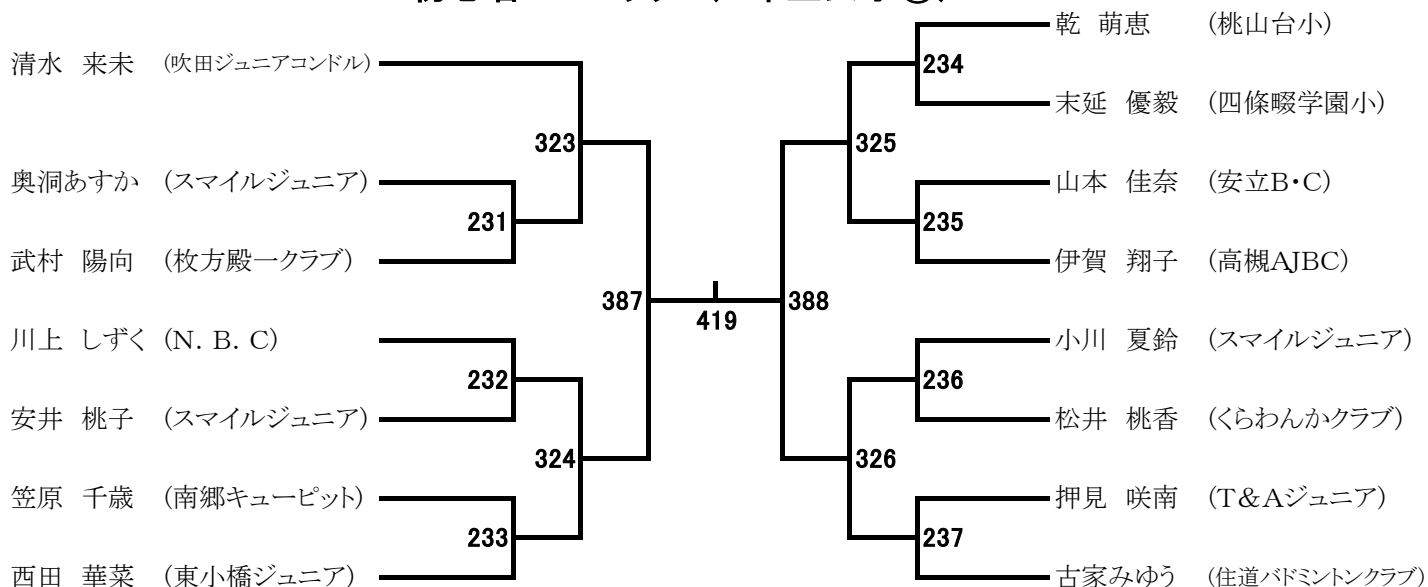 乾 萌恵 (桃山台小)
清水 来未 (吹田ジュニアコンドル)
234
末延 優毅 (四條畷学園小)
323
325
奥洞あすか (スマイルジュニア)
山本 佳奈 (安立B・C)
231
235
武村 陽向 (枚方殿一クラブ)
伊賀 翔子 (高槻AJBC)
387
388
419
川上 しずく (N. B. C)
小川 夏鈴 (スマイルジュニア)
232
236
安井 桃子 (スマイルジュニア)
松井 桃香 (くらわんかクラブ)
324
326
笠原 千歳 (南郷キューピット)
押見 咲南 (T&Aジュニア)
233
237
西田 華菜 (東小橋ジュニア)
古家みゆう (住道バドミントンクラブ)